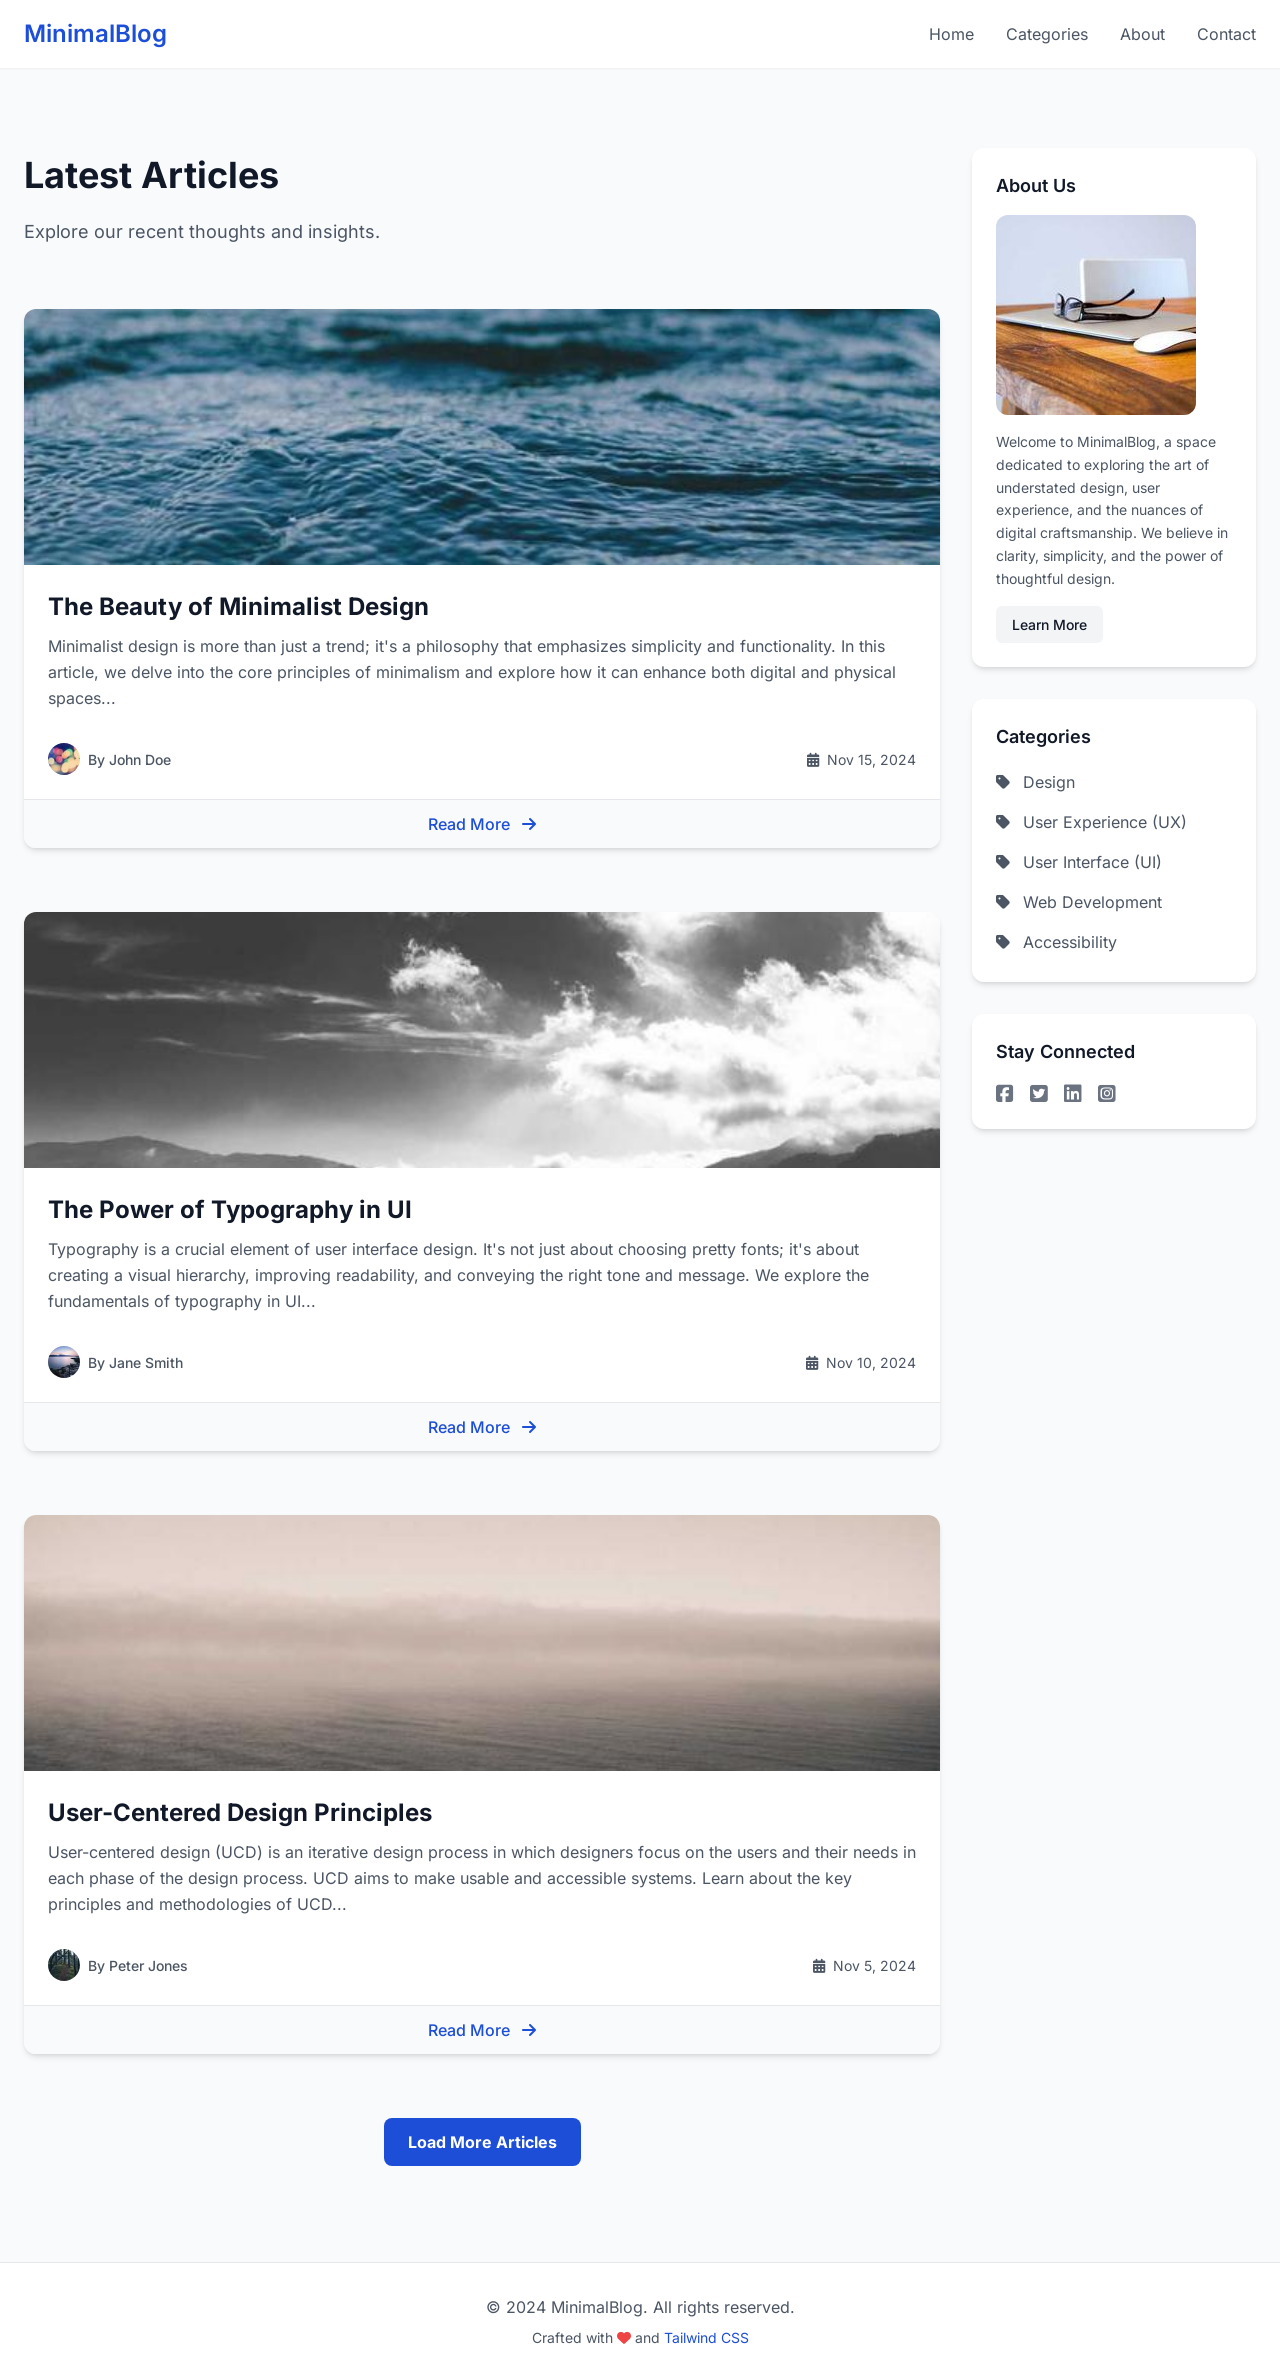 MinimalBlog
Home
Categories
About
Contact
Latest Articles
Explore our recent thoughts and insights.
The Beauty of Minimalist Design
Minimalist design is more than just a trend; it's a philosophy that emphasizes simplicity and functionality. In this
article, we delve into the core principles of minimalism and explore how it can enhance both digital and physical
spaces...
By John Doe
Nov 15, 2024
Read More
The Power of Typography in UI
Typography is a crucial element of user interface design. It's not just about choosing pretty fonts; it's about
creating a visual hierarchy, improving readability, and conveying the right tone and message. We explore the
fundamentals of typography in UI...
By Jane Smith
Nov 10, 2024
Read More
User-Centered Design Principles
User-centered design (UCD) is an iterative design process in which designers focus on the users and their needs in
each phase of the design process. UCD aims to make usable and accessible systems. Learn about the key
principles and methodologies of UCD...
By Peter Jones
Nov 5, 2024
Read More
Load More Articles
About Us
Welcome to MinimalBlog, a space
dedicated to exploring the art of
understated design, user
experience, and the nuances of
digital craftsmanship. We believe in
clarity, simplicity, and the power of
thoughtful design.
Learn More
Categories
Design
User Experience (UX)
User Interface (UI)
Web Development
Accessibility
Stay Connected
© 2024 MinimalBlog. All rights reserved.
Crafted with and Tailwind CSS